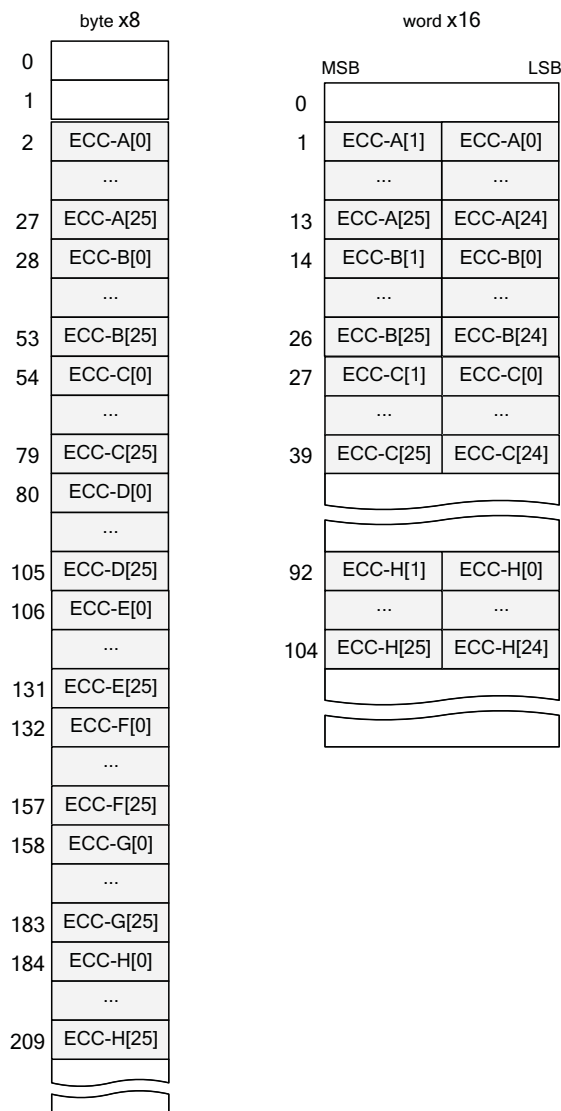 byte x8
0
1
2 ECC-A[0]
...
27 ECC-A[25]
28 ECC-B[0]
...
53 ECC-B[25]
54 ECC-C[0]
...
79 ECC-C[25]
80 ECC-D[0]
...
105 ECC-D[25]
106 ECC-E[0]
...
131 ECC-E[25]
132 ECC-F[0]
...
157 ECC-F[25]
158 ECC-G[0]
...
183 ECC-G[25]
184 ECC-H[0]
...
209 ECC-H[25]
word x16
MSB LSB
0
1 ECC-A[1] ECC-A[0]
... ...
13 ECC-A[25] ECC-A[24]
14 ECC-B[1] ECC-B[0]
... ...
26 ECC-B[25] ECC-B[24]
27 ECC-C[1] ECC-C[0]
... ...
39 ECC-C[25] ECC-C[24]
92 ECC-H[1] ECC-H[0]
... ...
104 ECC-H[25] ECC-H[24]